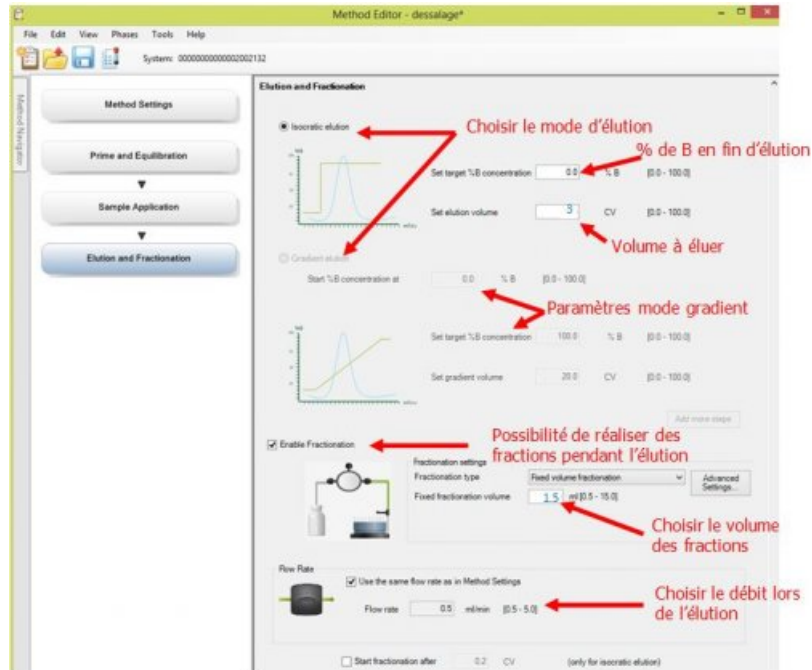 Method Editor - dessalage*
File Edit View Phases Tools Help
System: 00000000000002002132
Method Navigator
Method Settings
Prime and Equilibration
Sample Application
Elution and Fractionation
Elution and Fractionation
Isocratic elution
Choisir le mode d'élution
% de B en fin d'élution
Set target %B concentration 0.0 % B [0.0 - 100.0]
Set elution volume 3 CV [0.0 - 100.0]
Volume à éluer
Gradient elution
Start %B concentration at 0.0 % B [0.0 - 100.0]
Paramètres mode gradient
Set target %B concentration 100.0 % B [0.0 - 100.0]
Set gradient volume 20.0 CV [0.0 - 100.0]
Add more steps
Possibilité de réaliser des
fractions pendant l'élution
Enable Fractionation
Fractionation settings
Fractionation type Fixed volume fractionation Advanced
Settings...
Fixed fractionation volume 1.5 ml [0.5 - 15.0]
Choisir le volume
des fractions
Flow Rate
Use the same flow rate as in Method Settings
Choisir le débit lors
de l'élution
Flow rate 0.5 ml/min [0.5 - 5.0]
Start fractionation after 0.2 CV (only for isocratic elution)